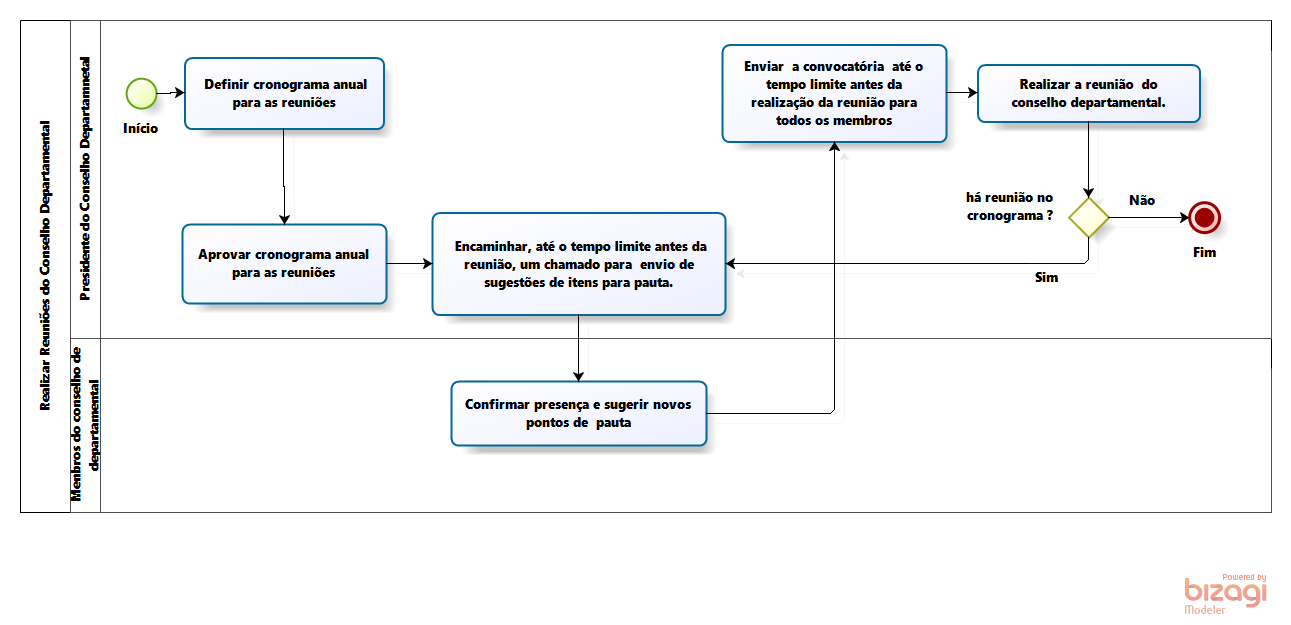 Realizar Reuniões do Conselho Departamental
Presidente do Conselho Departamnetal
Início
Definir cronograma anual
para as reuniões
Enviar a convocatória até o
tempo limite antes da
realização da reunião para
todos os membros
Realizar a reunião do
conselho departamental.
há reunião no
cronograma ?
Não
Fim
Sim
Aprovar cronograma anual
para as reuniões
Encaminhar, até o tempo limite antes da
reunião, um chamado para envio de
sugestões de itens para pauta.
Membros do conselho de
departamental
Confirmar presença e sugerir novos
pontos de pauta
Powered by
bizagi
Modeler